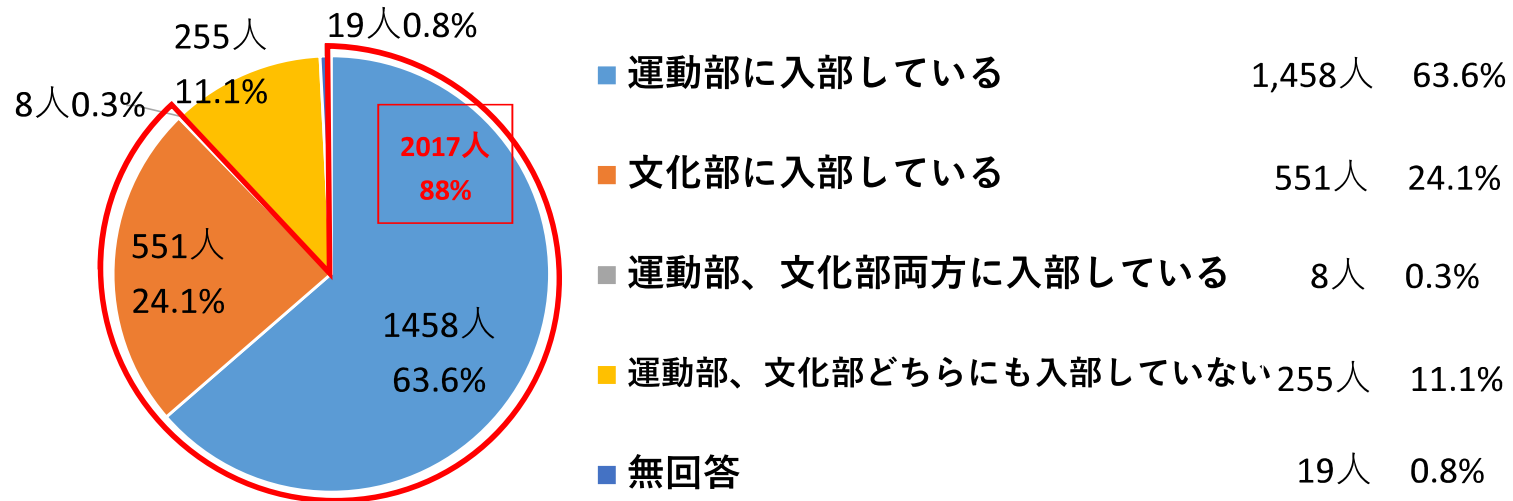 19人0.8%
255人
11.1%
8人0.3%
2017人
88%
551人
24.1%
1458人
63.6%
運動部に入部している 1,458人 63.6%
文化部に入部している 551人 24.1%
運動部、文化部両方に入部している 8人 0.3%
運動部、文化部どちらにも入部していない 255人 11.1%
無回答 19人 0.8%